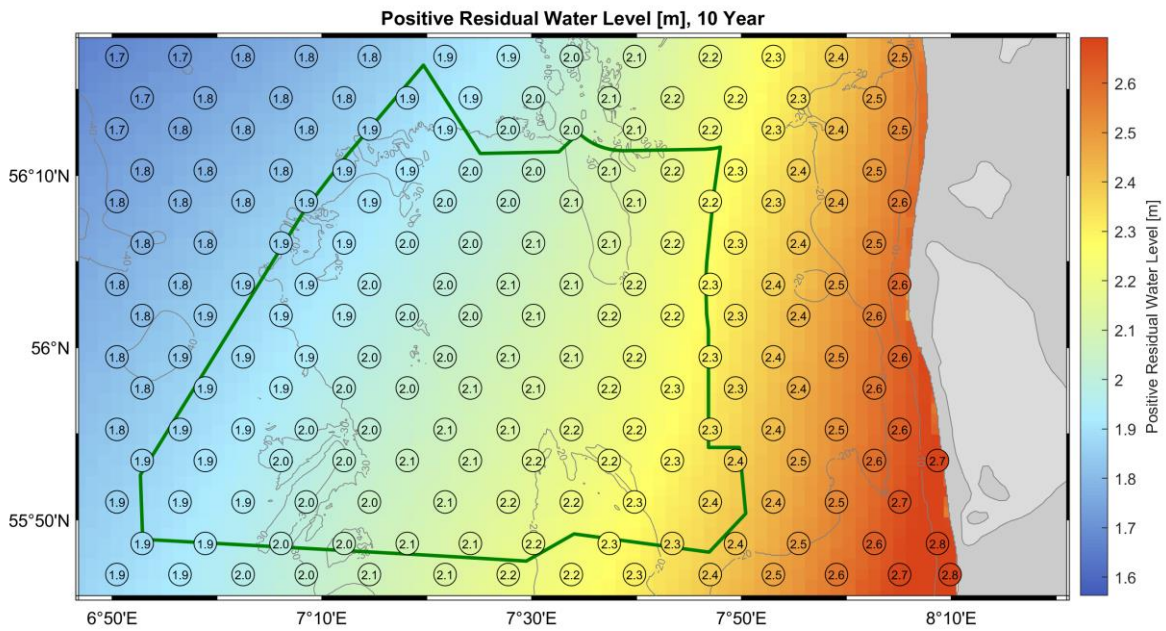 Positive Residual Water Level [m], 10 Year
1.7 1.7 1.8 1.8 1.8 1.9 1.9 2.0 2.1 2.2 2.3 2.4 2.5
1.7 1.8 1.8 1.8 1.9 1.9 2.0 2.1 2.2 2.2 2.3 2.5
1.7 1.8 1.8 1.8 1.9 1.9 2.0 2.0 2.1 2.2 2.3 2.4 2.5
56°10'N
1.8 1.8 1.8 1.9 1.9 2.0 2.0 2.1 2.2 2.3 2.4 2.5
1.8 1.8 1.8 1.9 1.9 2.0 2.0 2.1 2.1 2.2 2.3 2.4 2.6
1.8 1.8 1.9 1.9 2.0 2.0 2.1 2.1 2.2 2.3 2.4 2.5
1.8 1.8 1.9 1.9 2.0 2.0 2.1 2.1 2.2 2.3 2.4 2.5 2.6
1.8 1.9 1.9 1.9 2.0 2.0 2.1 2.2 2.2 2.3 2.4 2.6
56°N
1.8 1.9 1.9 1.9 2.0 2.0 2.1 2.1 2.2 2.3 2.4 2.5 2.6
1.8 1.9 1.9 2.0 2.0 2.1 2.1 2.2 2.3 2.3 2.4 2.6
1.8 1.9 1.9 2.0 2.0 2.1 2.1 2.2 2.2 2.3 2.4 2.5 2.6
1.9 1.9 2.0 2.0 2.1 2.1 2.2 2.2 2.3 2.4 2.5 2.6 2.7
1.9 1.9 1.9 2.0 2.0 2.1 2.2 2.2 2.3 2.4 2.4 2.5 2.7
55°50'N
1.9 1.9 2.0 2.0 2.1 2.1 2.2 2.3 2.3 2.4 2.5 2.6 2.8
1.9 1.9 2.0 2.0 2.1 2.1 2.2 2.2 2.3 2.4 2.5 2.6 2.7 2.8
6°50'E
7°10'E
7°30'E
7°50'E
8°10'E
2.6
2.5
2.4
2.3
2.2
2.1
2
1.9
1.8
1.7
1.6
Positive Residual Water Level [m]